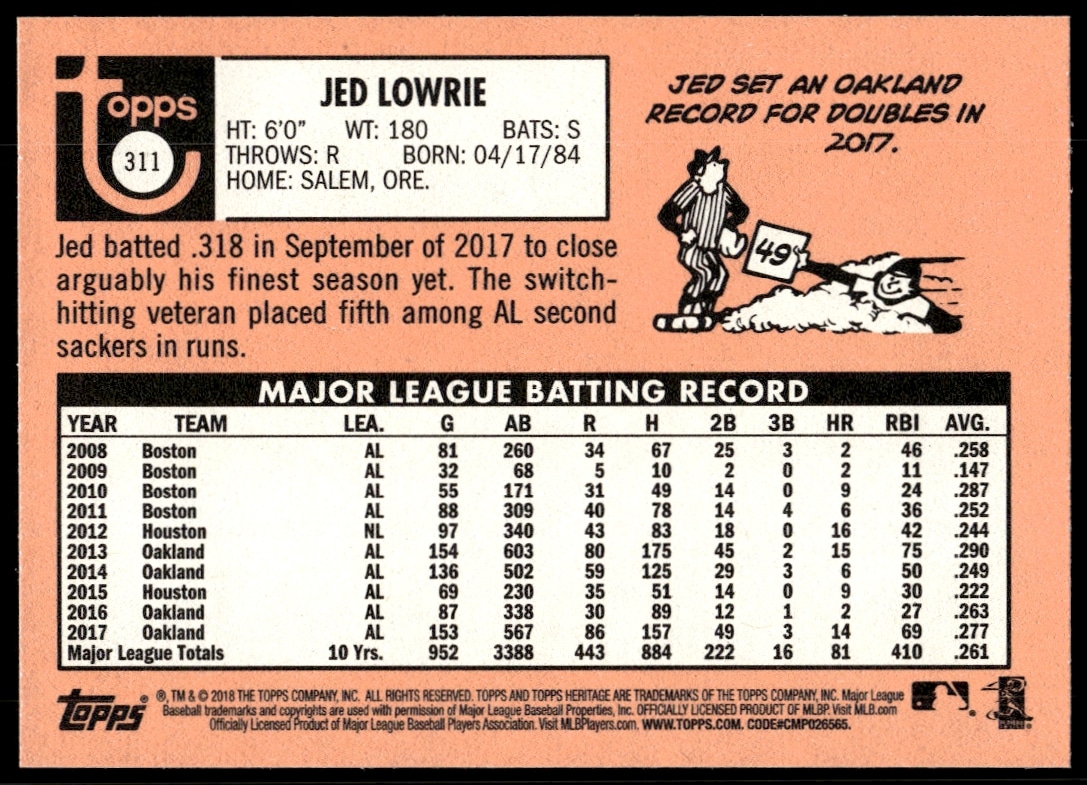 topps
311
JED LOWRIE
HT: 6'0" WT: 180 BATS: S
THROWS: R BORN: 04/17/84
HOME: SALEM, ORE.
JED SET AN OAKLAND
RECORD FOR DOUBLES IN
2017.
49
Jed batted .318 in September of 2017 to close
arguably his finest season yet. The switch-
hitting veteran placed fifth among AL second
sackers in runs.
MAJOR LEAGUE BATTING RECORD
YEAR TEAM LEA. G AB R H 2B 3B HR RBI AVG.
2008 Boston AL 81 260 34 67 25 3 2 46 .258
2009 Boston AL 32 68 5 10 2 0 2 11 .147
2010 Boston AL 55 171 31 49 14 0 9 24 .287
2011 Boston AL 88 309 40 78 14 4 6 36 .252
2012 Houston NL 97 340 43 83 18 0 16 42 .244
2013 Oakland AL 154 603 80 175 45 2 15 75 .290
2014 Oakland AL 136 502 59 125 29 3 6 50 .249
2015 Houston AL 69 230 35 51 14 0 9 30 .222
2016 Oakland AL 87 338 30 89 12 1 2 27 .263
2017 Oakland AL 153 567 86 157 49 3 14 69 .277
Major League Totals 10 Yrs. 952 3388 443 884 222 16 81 410 .261
TOPPS ®, TM & © 2018 THE TOPPS COMPANY, INC. ALL RIGHTS RESERVED. TOPPS AND TOPPS HERITAGE ARE TRADEMARKS OF THE TOPPS COMPANY, INC. Major League
Baseball trademarks and copyrights are used with permission of Major League Baseball Properties, Inc. OFFICIALLY LICENSED PRODUCT OF MLBP. Visit MLB.com
Officially Licensed Product of Major League Baseball Players Association. Visit MLBPlayers.com. WWW.TOPPS.COM. CODE#CMP026565.